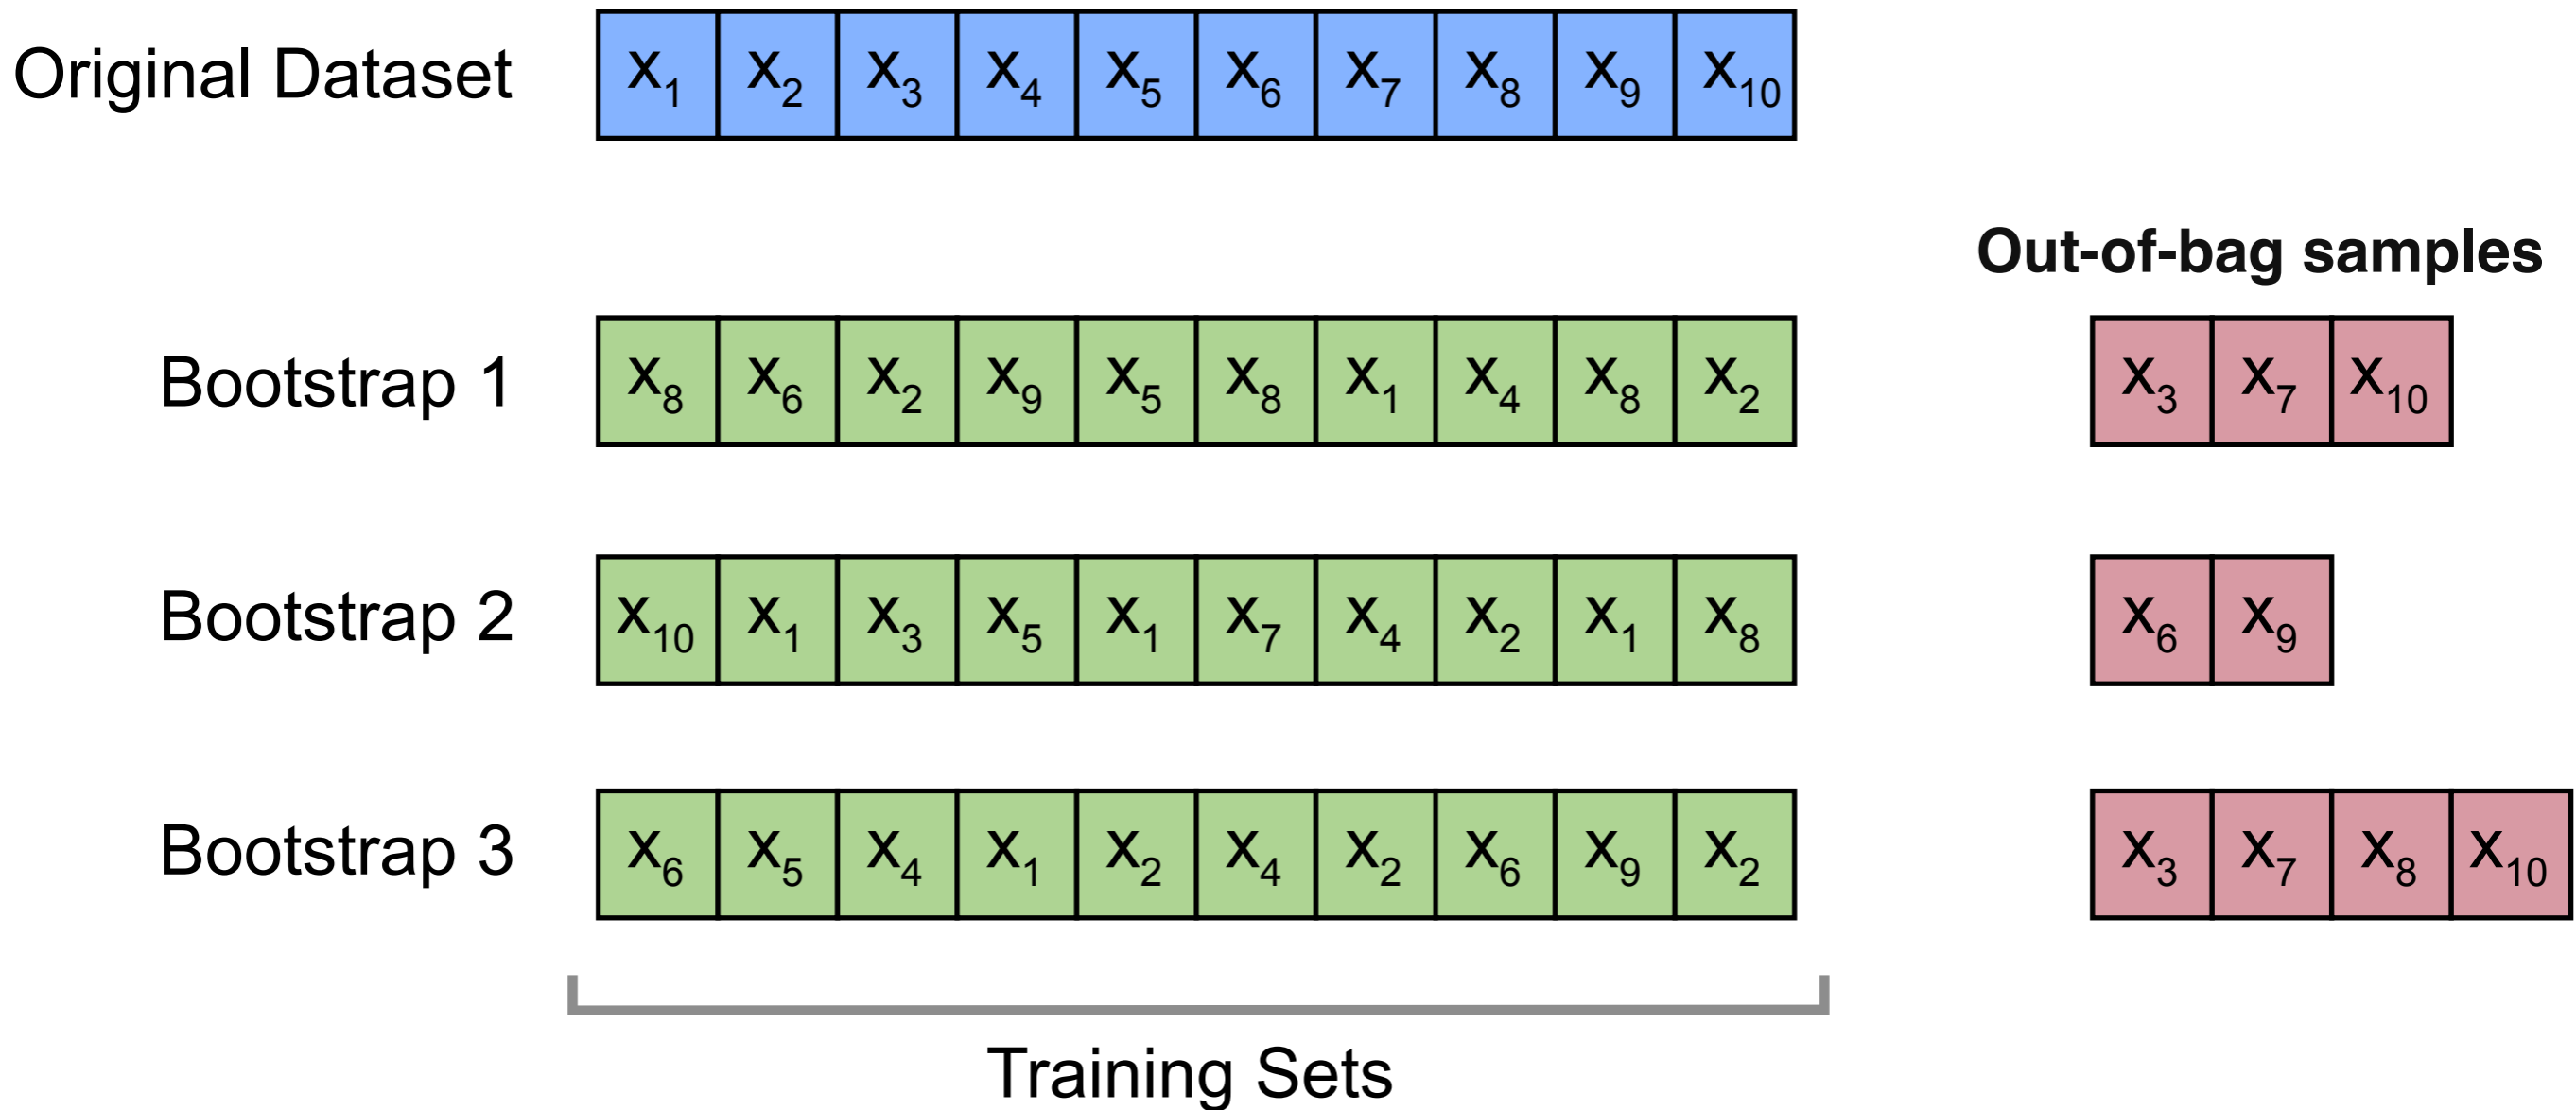 Original Dataset x₁ x₂ x₃ x₄ x₅ x₆ x₇ x₈ x₉ x₁₀
Out-of-bag samples
Bootstrap 1 x₈ x₆ x₂ x₉ x₅ x₈ x₁ x₄ x₈ x₂ x₃ x₇ x₁₀
Bootstrap 2 x₁₀ x₁ x₃ x₅ x₁ x₇ x₄ x₂ x₁ x₈ x₆ x₉
Bootstrap 3 x₆ x₅ x₄ x₁ x₂ x₄ x₂ x₆ x₉ x₂ x₃ x₇ x₈ x₁₀
Training Sets